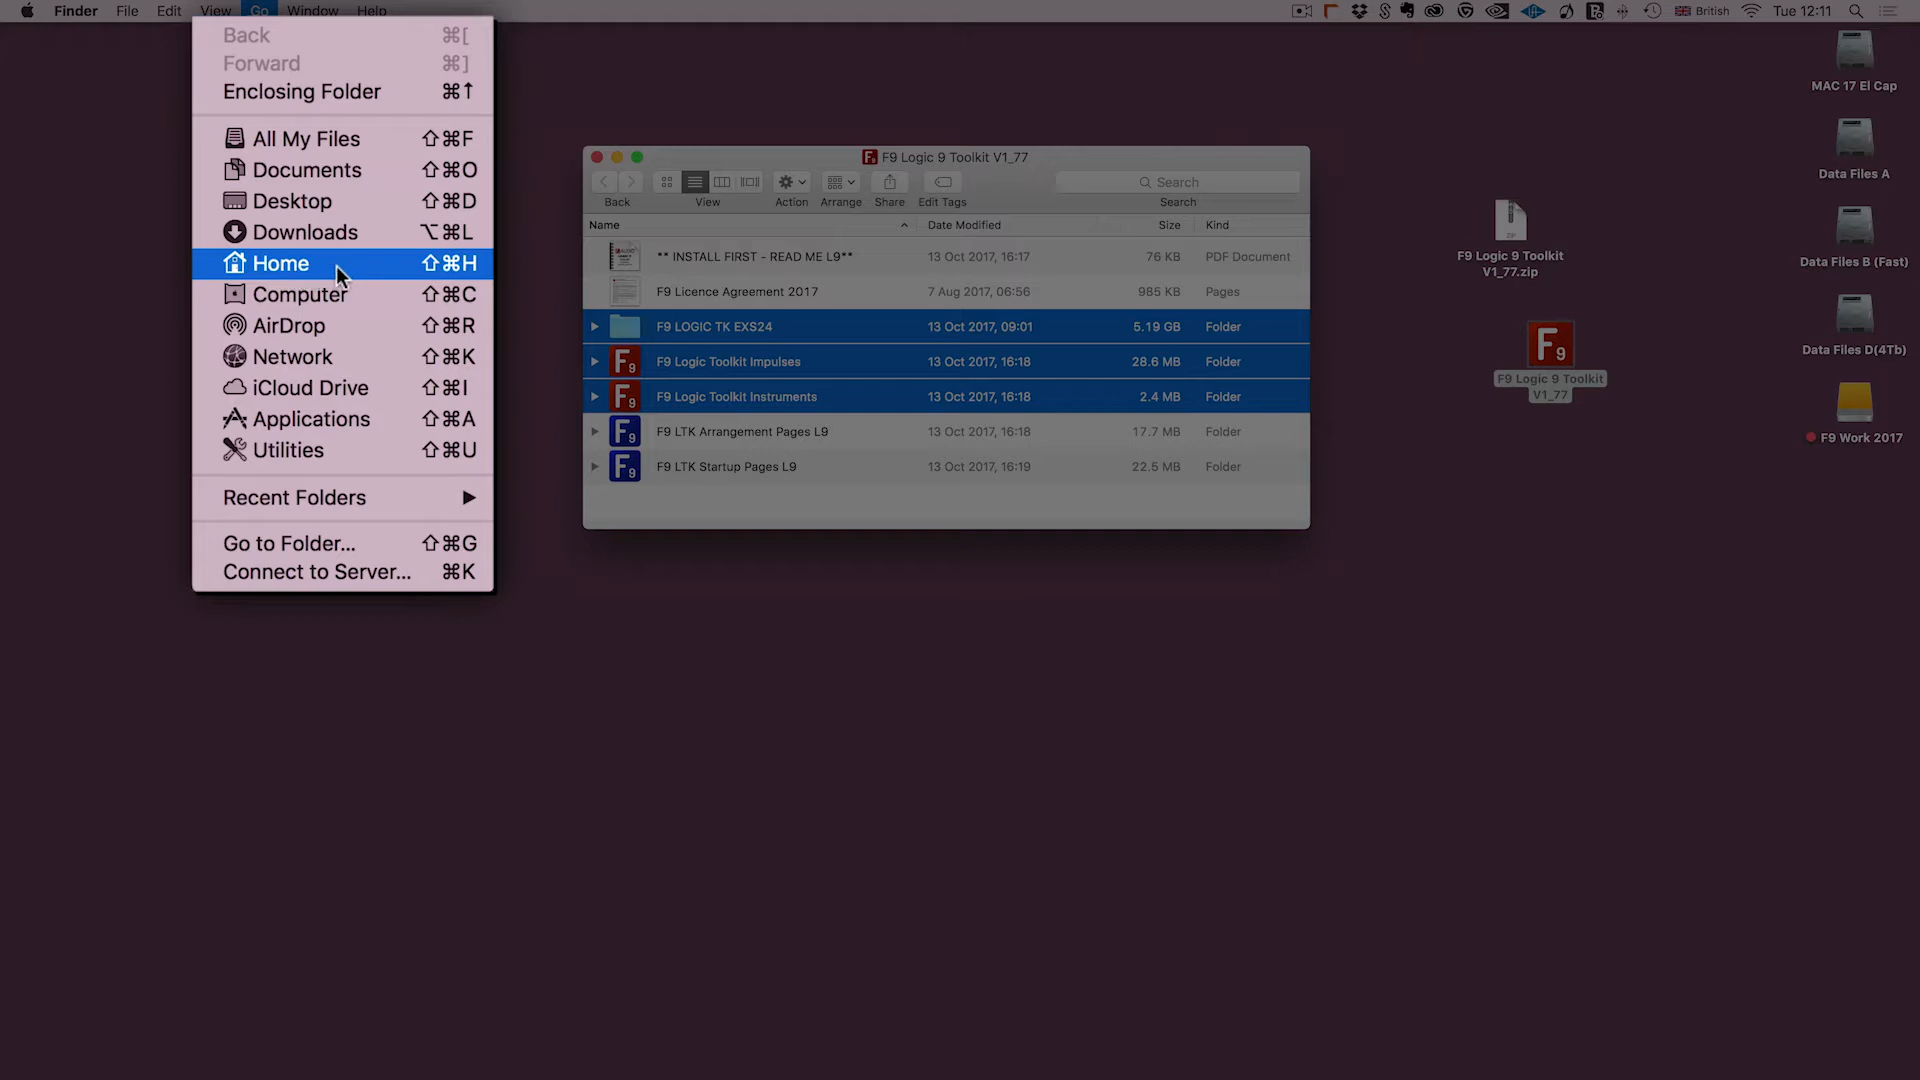 Finder File Edit View Go Window Help
British Tue 12:11
Back ⌘[
Forward ⌘]
Enclosing Folder ⌘↑
All My Files ⇧⌘F
Documents ⇧⌘O
Desktop ⇧⌘D
Downloads ⌥⌘L
Home ⇧⌘H
Computer ⇧⌘C
AirDrop ⇧⌘R
Network ⇧⌘K
iCloud Drive ⇧⌘I
Applications ⇧⌘A
Utilities ⇧⌘U
Recent Folders ▶
Go to Folder... ⇧⌘G
Connect to Server... ⌘K
F9 Logic 9 Toolkit V1_77
Search
Back View Action Arrange Share Edit Tags Search
Name Date Modified Size Kind
** INSTALL FIRST - READ ME L9** 13 Oct 2017, 16:17 76 KB PDF Document
F9 Licence Agreement 2017 7 Aug 2017, 06:56 985 KB Pages
F9 LOGIC TK EXS24 13 Oct 2017, 09:01 5.19 GB Folder
F9 F9 Logic Toolkit Impulses 13 Oct 2017, 16:18 28.6 MB Folder
F9 F9 Logic Toolkit Instruments 13 Oct 2017, 16:18 2.4 MB Folder
F9 F9 LTK Arrangement Pages L9 13 Oct 2017, 16:18 17.7 MB Folder
F9 F9 LTK Startup Pages L9 13 Oct 2017, 16:19 22.5 MB Folder
ZIP
F9 Logic 9 Toolkit
V1_77.zip
F9
F9 Logic 9 Toolkit
V1_77
MAC 17 El Cap
Data Files A
Data Files B (Fast)
Data Files D(4Tb)
F9 Work 2017